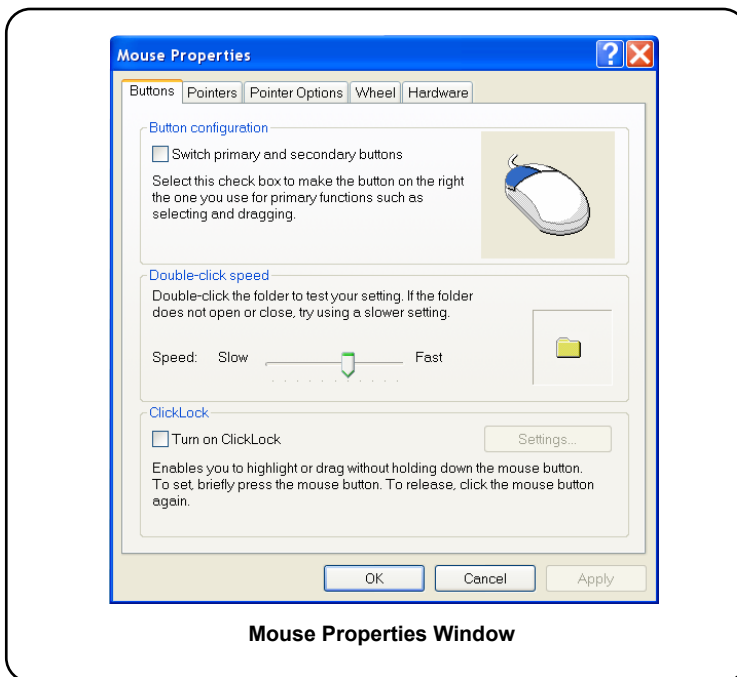 Mouse Properties
Buttons Pointers Pointer Options Wheel Hardware
Button configuration
Switch primary and secondary buttons
Select this check box to make the button on the right
the one you use for primary functions such as
selecting and dragging.
Double-click speed
Double-click the folder to test your setting. If the folder
does not open or close, try using a slower setting.
Speed: Slow Fast
ClickLock
Turn on ClickLock Settings...
Enables you to highlight or drag without holding down the mouse button.
To set, briefly press the mouse button. To release, click the mouse button
again.
OK Cancel Apply
Mouse Properties Window